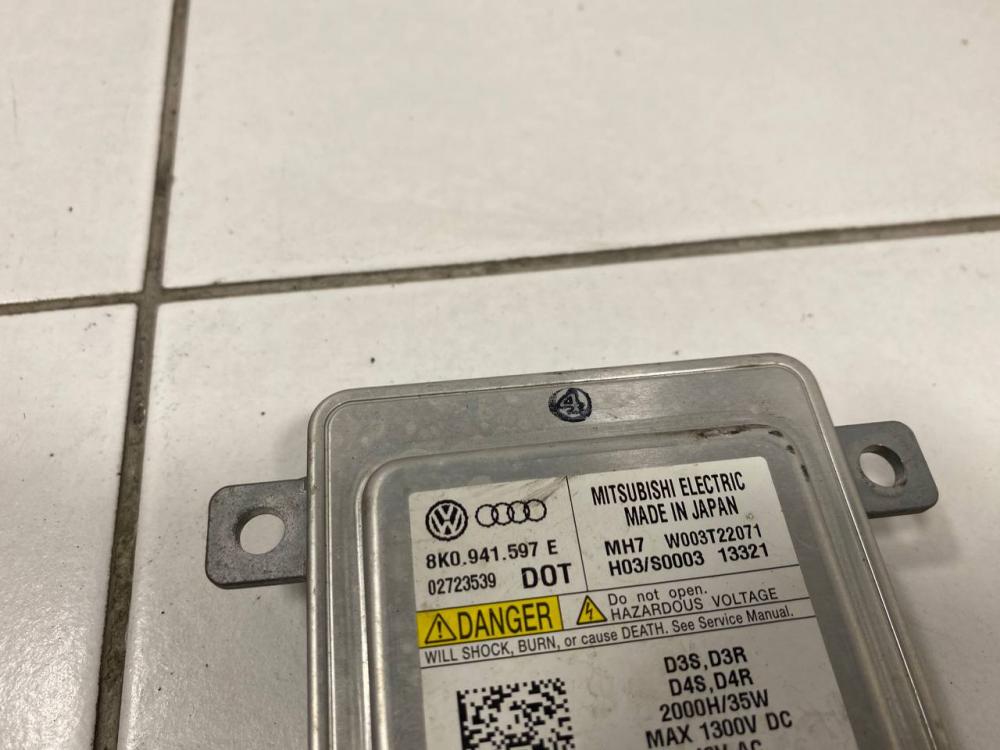 MITSUBISHI ELECTRIC
MADE IN JAPAN
8K0.941.597 E
MH7 W003T22071
02723539 DOT
H03/S0003 13321
DANGER
Do not open.
HAZARDOUS VOLTAGE
WILL SHOCK, BURN, or cause DEATH. See Service Manual.
D3S,D3R
D4S,D4R
2000H/35W
MAX 1300V DC
AC